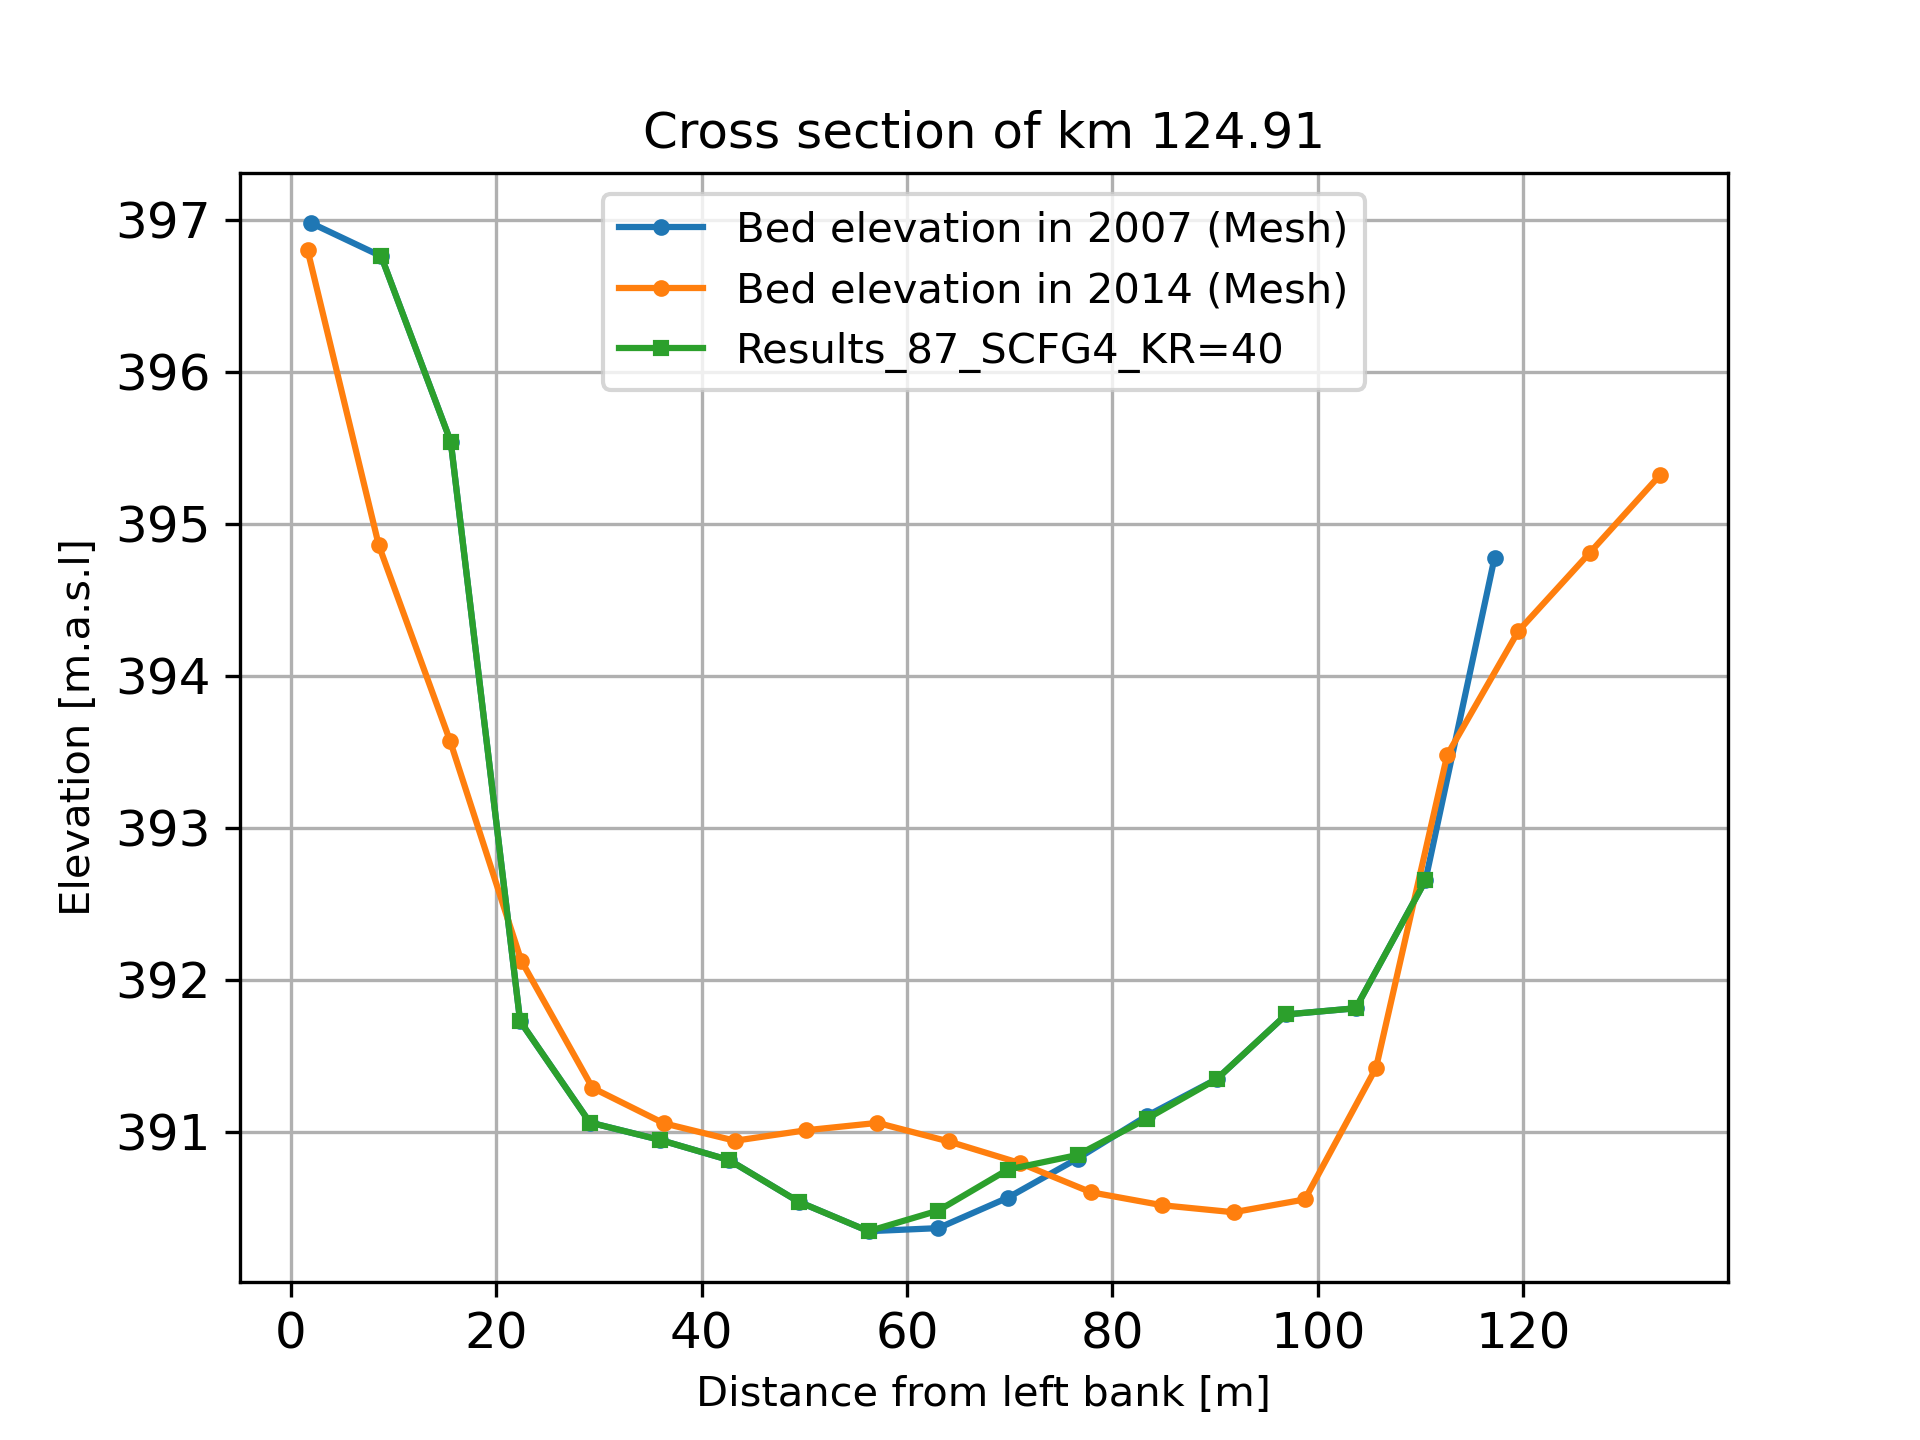 Cross section of km 124.91
Bed elevation in 2007 (Mesh)
Bed elevation in 2014 (Mesh)
Results_87_SCFG4_KR=40
397
396
395
394
393
392
391
Elevation [m.a.s.l]
0 20 40 60 80 100 120
Distance from left bank [m]